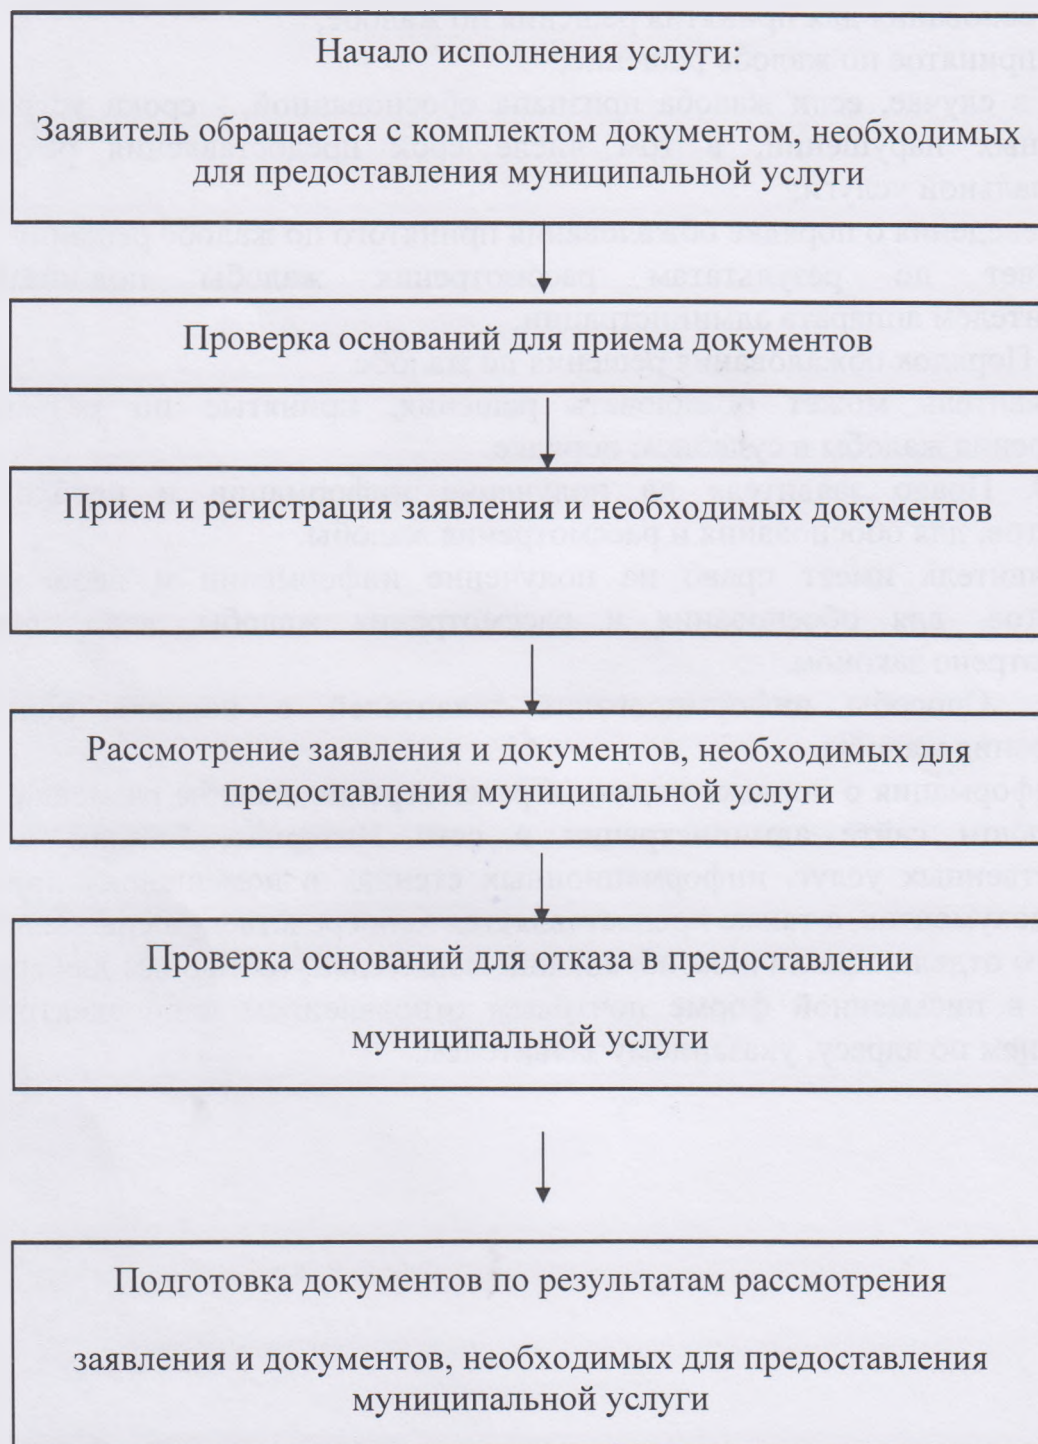 Начало исполнения услуги:
Заявитель обращается с комплектом документом, необходимых
для предоставления муниципальной услуги
Проверка оснований для приема документов
Прием и регистрация заявления и необходимых документов
Рассмотрение заявления и документов, необходимых для
предоставления муниципальной услуги
Проверка оснований для отказа в предоставлении
муниципальной услуги
Подготовка документов по результатам рассмотрения
заявления и документов, необходимых для предоставления
муниципальной услуги